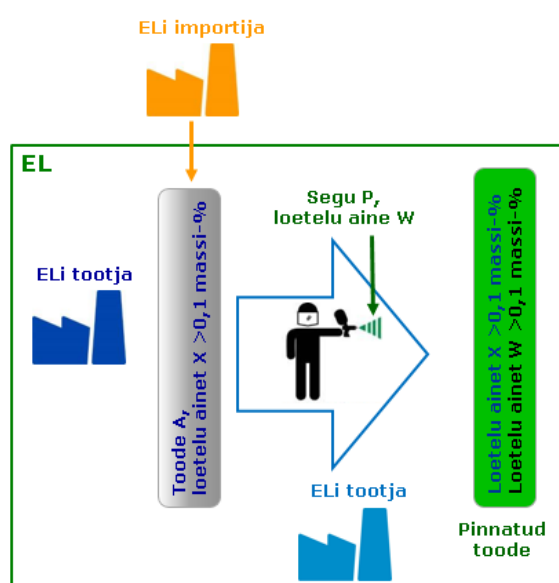 ELi importija
EL
ELi tootja
Toode A,
loetelu ainet X >0,1 massi-%
Segu P,
loetelu aine W
ELi tootja
Loetelu ainet X >0,1 massi-%
Loetelu ainet W >0,1 massi-%
Pinnatud
toode